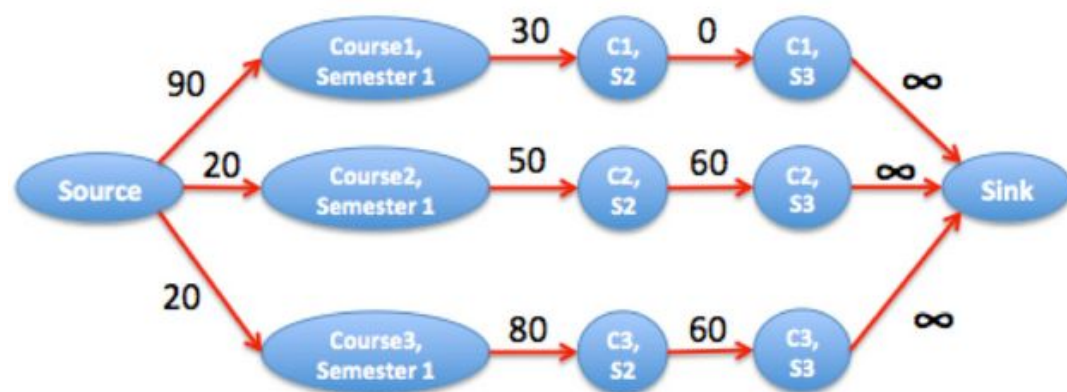 30
0
Course1,
Semester 1
C1,
S2
C1,
S3
90
∞
20
50
60
∞
Source
Course2,
Semester 1
C2,
S2
C2,
S3
Sink
20
80
60
∞
Course3,
Semester 1
C3,
S2
C3,
S3